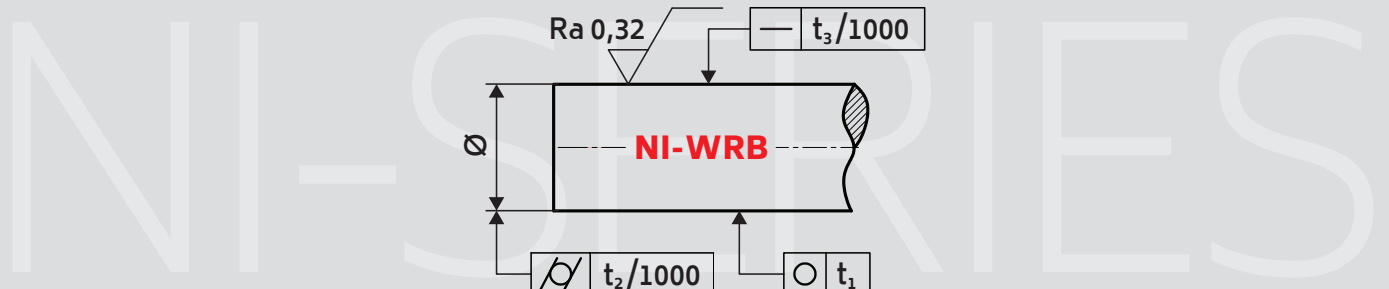 NI-SERIES
Ra 0,32
t₃/1000
Ø
NI-WRB
t₂/1000
t₁